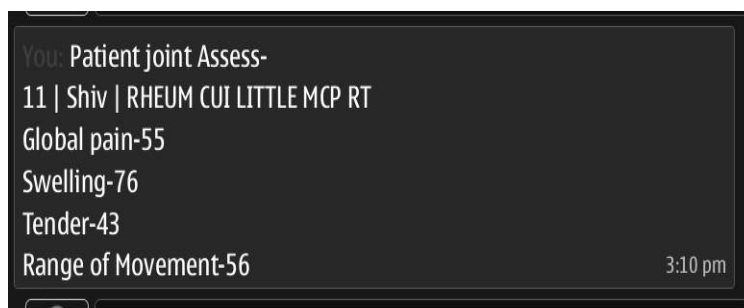 You: Patient joint Assess-
11 | Shiv | RHEUM CUI LITTLE MCP RT
Global pain-55
Swelling-76
Tender-43
Range of Movement-56
3:10 pm